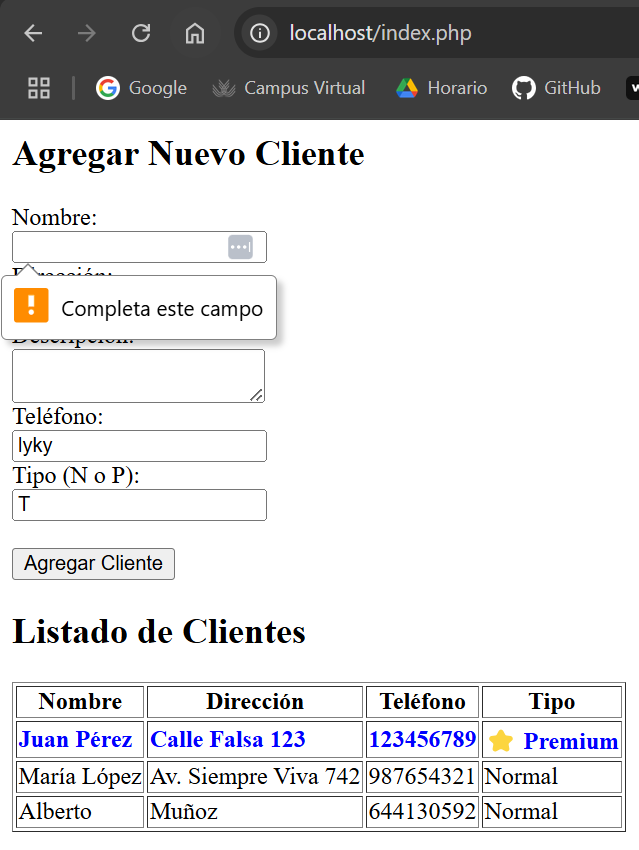 localhost/index.php
Google Campus Virtual Horario GitHub w
Agregar Nuevo Cliente
Nombre:
Dirección:
Completa este campo
Descripción:
Teléfono:
lyky
Tipo (N o P):
T
Agregar Cliente
Listado de Clientes
Nombre Dirección Teléfono Tipo
Juan Pérez Calle Falsa 123 123456789 Premium
María López Av. Siempre Viva 742 987654321 Normal
Alberto Muñoz 644130592 Normal